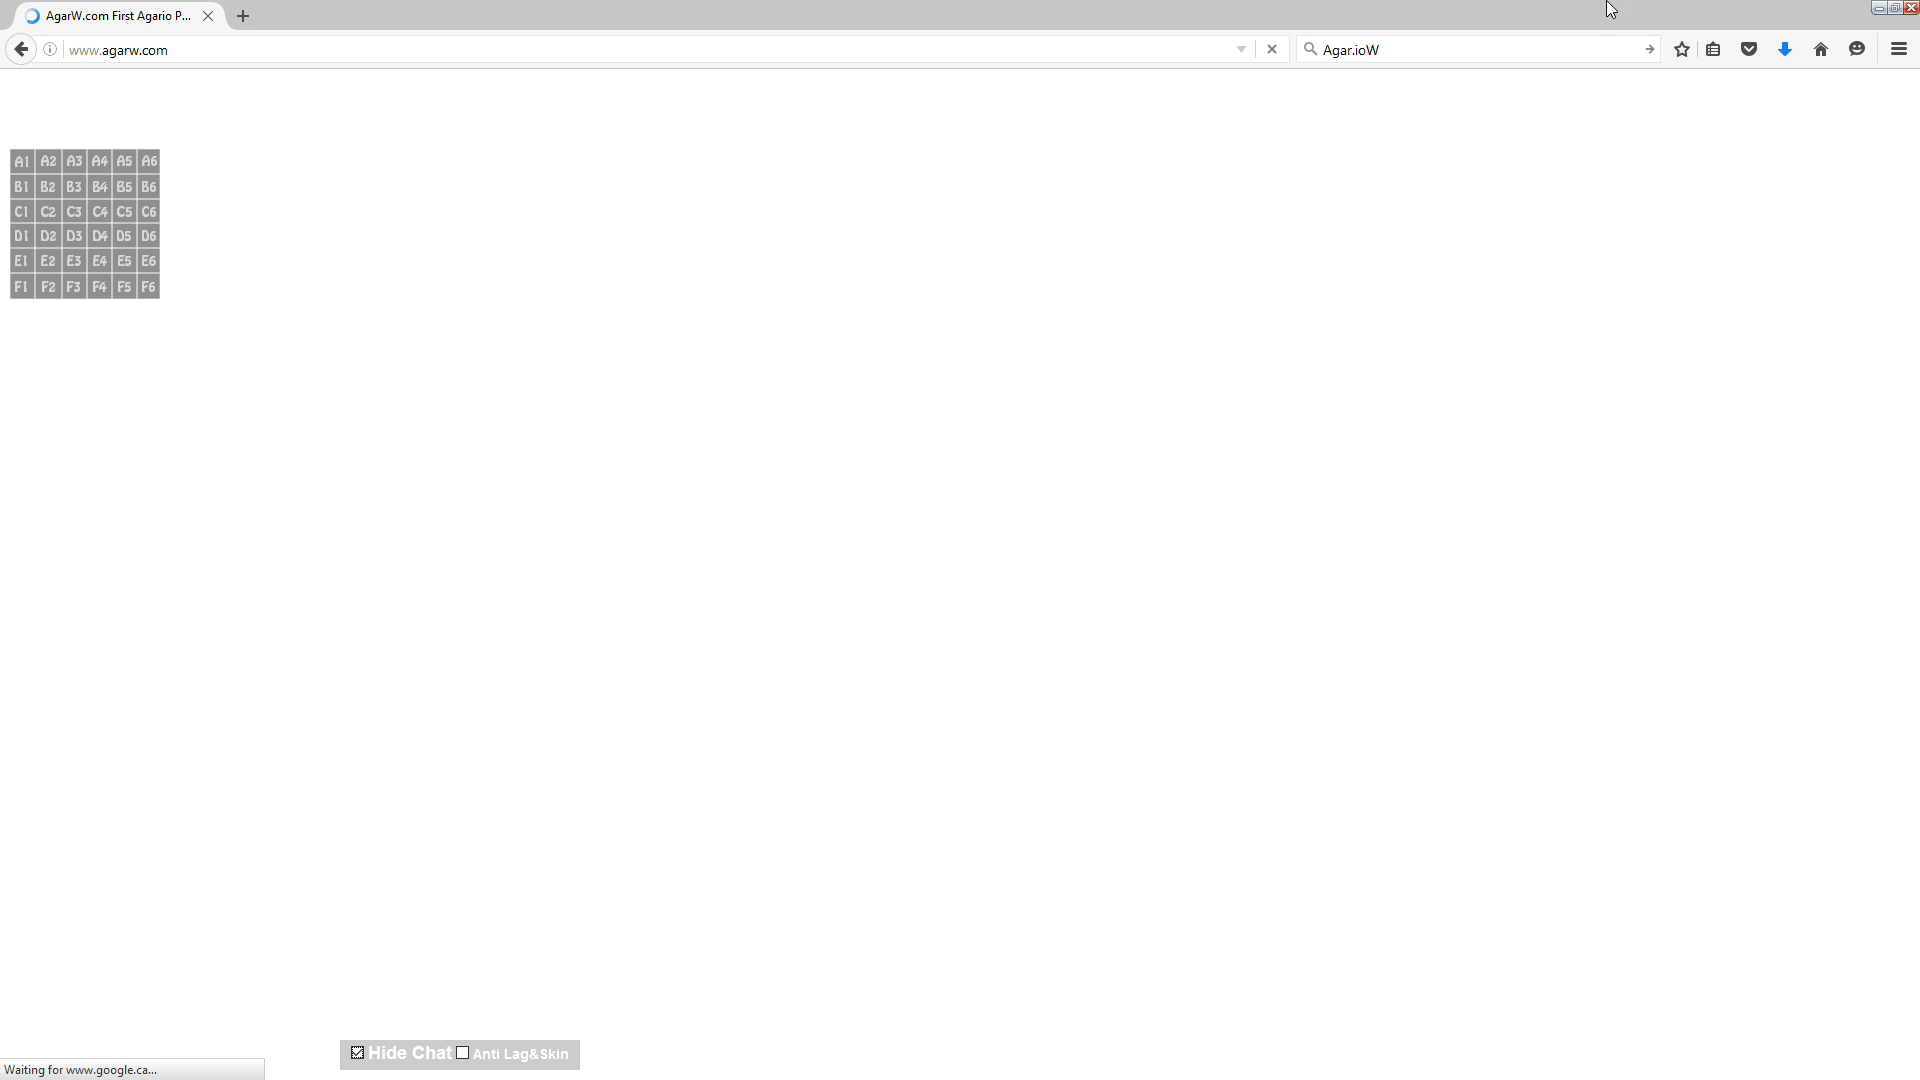 AgarW.com First Agario P...
www.agarw.com
Agar.ioW
A1 A2 A3 A4 A5 A6
B1 B2 B3 B4 B5 B6
C1 C2 C3 C4 C5 C6
D1 D2 D3 D4 D5 D6
E1 E2 E3 E4 E5 E6
F1 F2 F3 F4 F5 F6
Hide Chat Anti Lag&Skin
Waiting for www.google.ca...